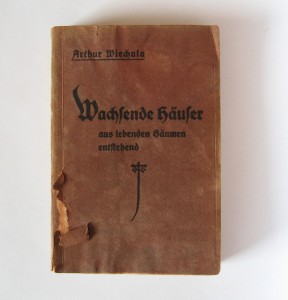 Arthur Wiechula
Wachsende Häuser
aus lebenden Bäumen
entstehend